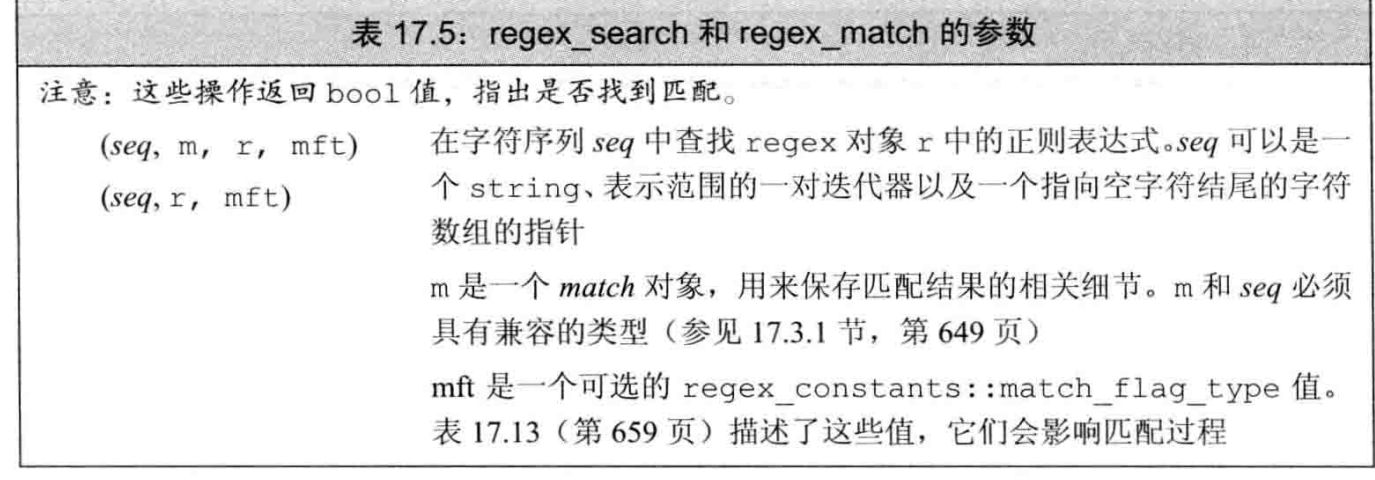 表 17.5：regex_search 和 regex_match 的参数
注意：这些操作返回 bool 值，指出是否找到匹配。
(seq, m, r, mft) 在字符序列 seq 中查找 regex 对象 r 中的正则表达式。seq 可以是一
(seq, r, mft) 个 string、表示范围的一对迭代器以及一个指向空字符结尾的字符
数组的指针
m 是一个 match 对象，用来保存匹配结果的相关细节。m 和 seq 必须
具有兼容的类型（参见 17.3.1 节，第 649 页）
mft 是一个可选的 regex_constants::match_flag_type 值。
表 17.13（第 659 页）描述了这些值，它们会影响匹配过程